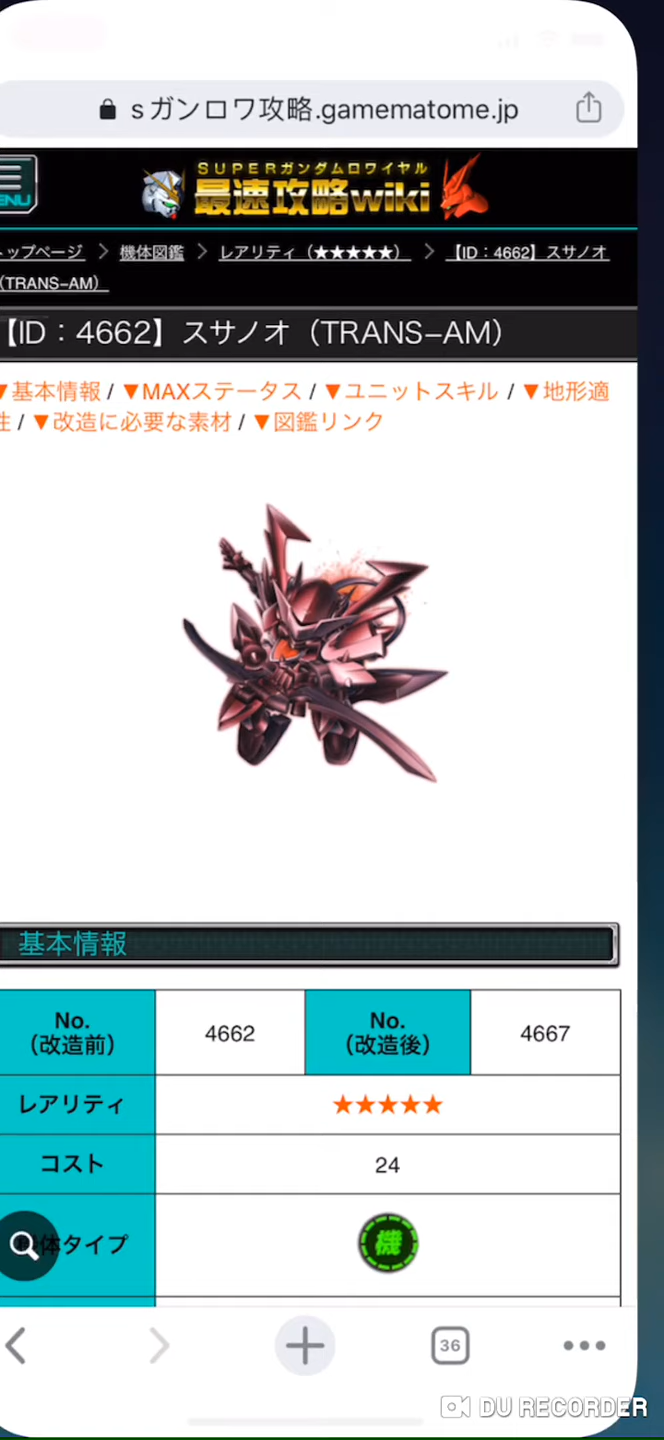 sガンロワ攻略.gamematome.jp
ENU
SUPERガンダムロワイヤル
最速攻略wiki
ップページ > 機体図鑑 > レアリティ（★★★★★） > 【ID：4662】スサノオ
（TRANS–AM）
【ID：4662】スサノオ（TRANS–AM）
▼基本情報 / ▼MAXステータス / ▼ユニットスキル / ▼地形適
性 / ▼改造に必要な素材 / ▼図鑑リンク
基本情報
No.
（改造前）
4662
No.
（改造後）
4667
レアリティ
★★★★★
コスト
24
体タイプ
機
36
DU RECORDER